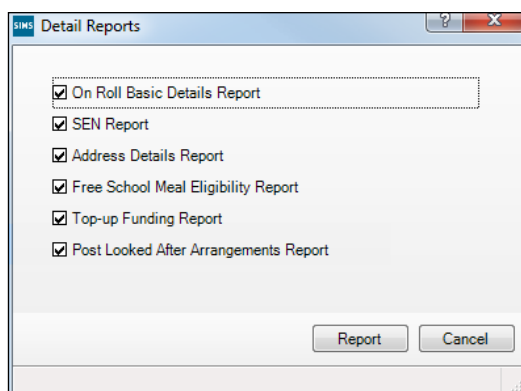 SIMS Detail Reports
?
On Roll Basic Details Report
SEN Report
Address Details Report
Free School Meal Eligibility Report
Top-up Funding Report
Post Looked After Arrangements Report
Report Cancel